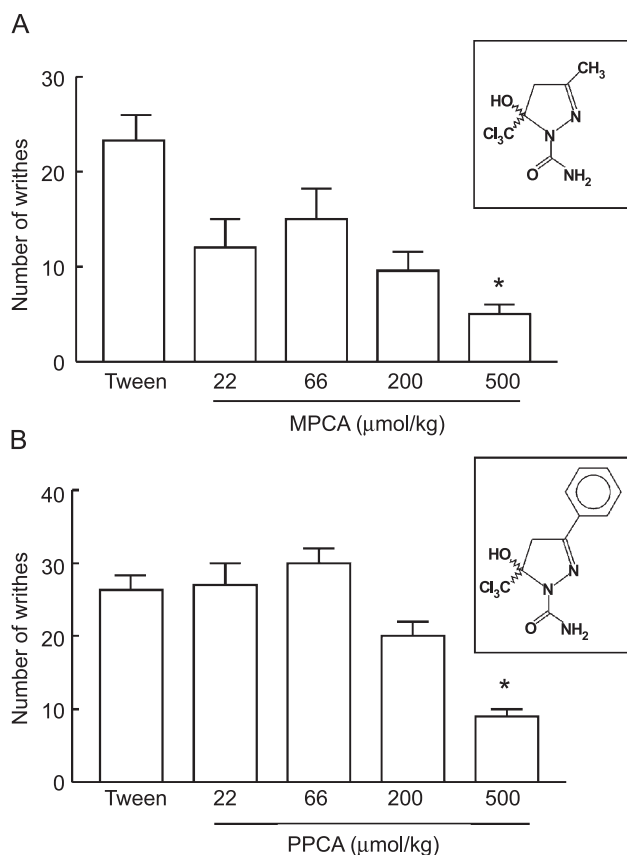 A
30
20
10
0
Number of writhes
Tween 22 66 200 500
MPCA (μmol/kg)
*
CH3
HO
Cl3C
N
N
O
NH2
B
40
30
20
10
0
Number of writhes
Tween 22 66 200 500
PPCA (μmol/kg)
*
HO
Cl3C
N
N
O
NH2